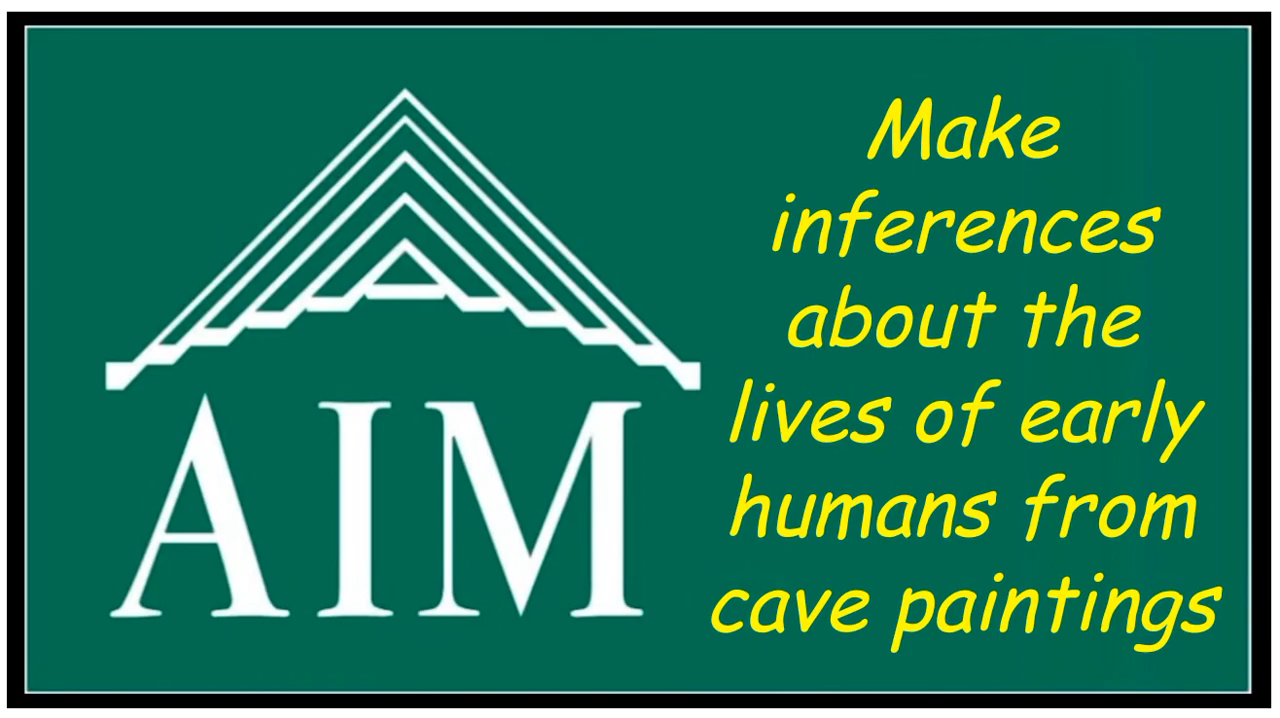 AIM
Make
inferences
about the
lives of early
humans from
cave paintings